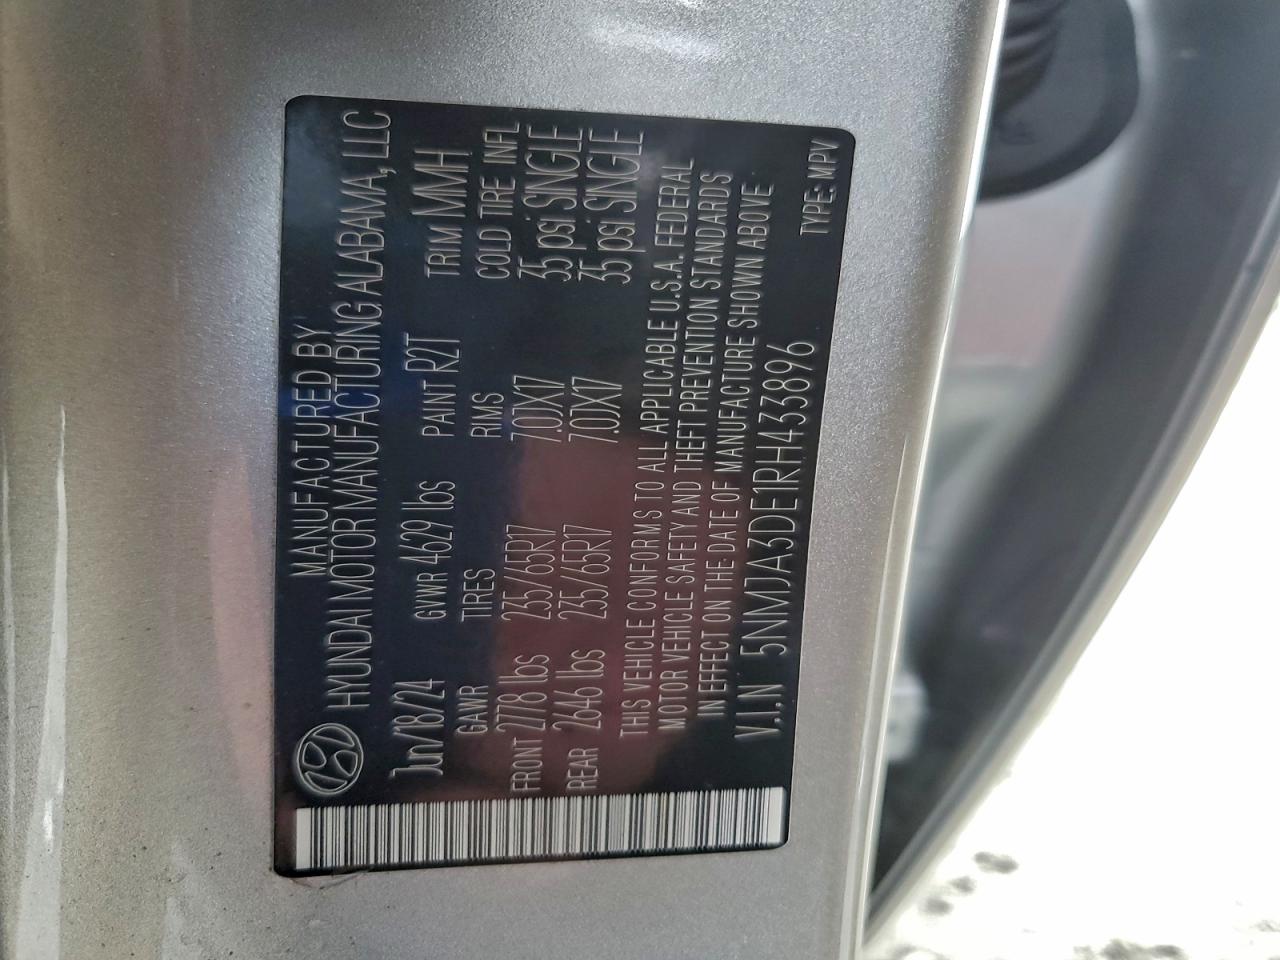 MANUFACTURED BY
HYUNDAI MOTOR MANUFACTURING ALABAMA, LLC
Jun/18/24 GVWR 4629 lbs PAINT R2T TRIM MMH
GAWR TIRES RIMS COLD TIRE INFL
FRONT 2778 lbs 235/65R17 7.0JX17 35 psi SINGLE
REAR 2646 lbs 235/65R17 7.0JX17 35 psi SINGLE
THIS VEHICLE CONFORMS TO ALL APPLICABLE U.S.A. FEDERAL
MOTOR VEHICLE SAFETY AND THEFT PREVENTION STANDARDS
IN EFFECT ON THE DATE OF MANUFACTURE SHOWN ABOVE
V.I.N 5NMJA3DE1RH433896 TYPE: MPV